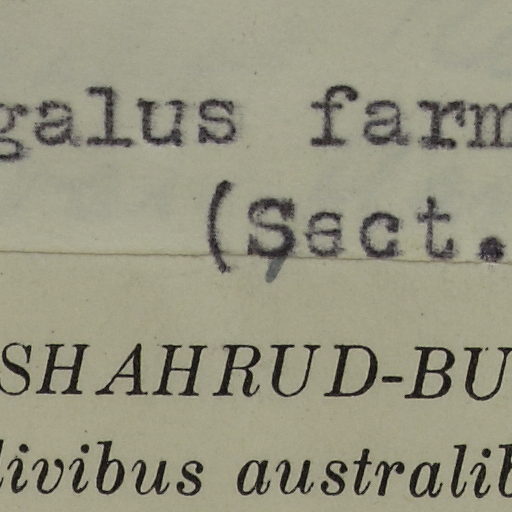 galus farm
(Sect.
SHAHRUD-BU
livibus australib